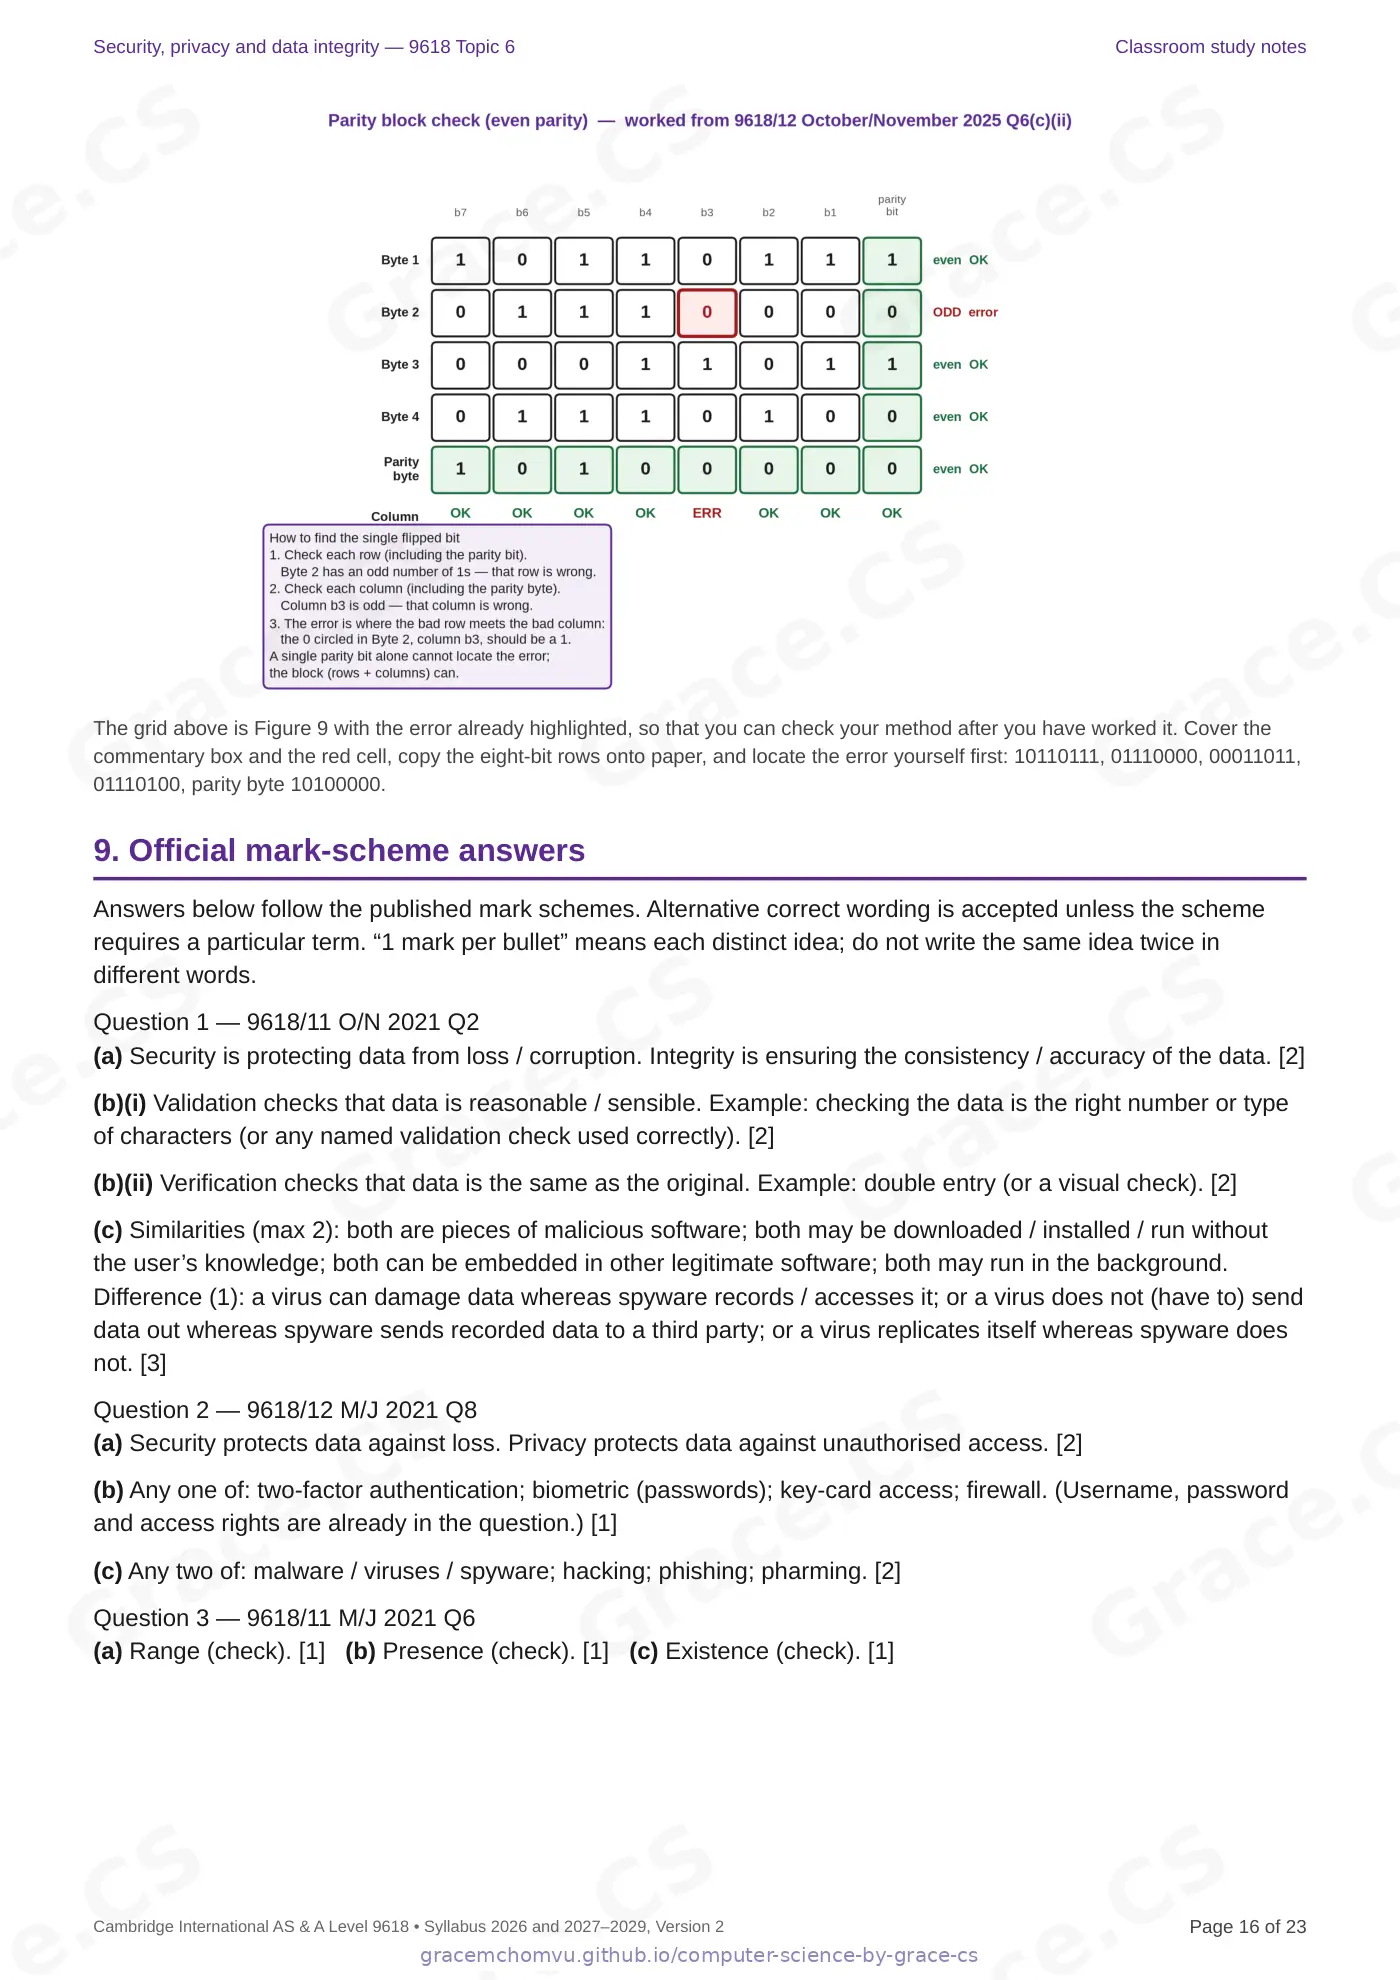 Security, privacy and data integrity — 9618 Topic 6
Classroom study notes
Parity block check (even parity) — worked from 9618/12 October/November 2025 Q6(c)(ii)
b7 b6 b5 b4 b3 b2 b1 parity bit
Byte 1 1 0 1 1 0 1 1 1 even OK
Byte 2 0 1 1 1 0 0 0 0 ODD error
Byte 3 0 0 0 1 1 0 1 1 even OK
Byte 4 0 1 1 1 0 1 0 0 even OK
Parity byte 1 0 1 0 0 0 0 0 even OK
Column OK OK OK OK ERR OK OK OK
How to find the single flipped bit
1. Check each row (including the parity bit).
Byte 2 has an odd number of 1s — that row is wrong.
2. Check each column (including the parity byte).
Column b3 is odd — that column is wrong.
3. The error is where the bad row meets the bad column:
the 0 circled in Byte 2, column b3, should be a 1.
A single parity bit alone cannot locate the error;
the block (rows + columns) can.
The grid above is Figure 9 with the error already highlighted, so that you can check your method after you have worked it. Cover the
commentary box and the red cell, copy the eight-bit rows onto paper, and locate the error yourself first: 10110111, 01110000, 00011011,
01110100, parity byte 10100000.
9. Official mark-scheme answers
Answers below follow the published mark schemes. Alternative correct wording is accepted unless the scheme
requires a particular term. “1 mark per bullet” means each distinct idea; do not write the same idea twice in
different words.
Question 1 — 9618/11 O/N 2021 Q2
(a) Security is protecting data from loss / corruption. Integrity is ensuring the consistency / accuracy of the data. [2]
(b)(i) Validation checks that data is reasonable / sensible. Example: checking the data is the right number or type
of characters (or any named validation check used correctly). [2]
(b)(ii) Verification checks that data is the same as the original. Example: double entry (or a visual check). [2]
(c) Similarities (max 2): both are pieces of malicious software; both may be downloaded / installed / run without
the user’s knowledge; both can be embedded in other legitimate software; both may run in the background.
Difference (1): a virus can damage data whereas spyware records / accesses it; or a virus does not (have to) send
data out whereas spyware sends recorded data to a third party; or a virus replicates itself whereas spyware does
not. [3]
Question 2 — 9618/12 M/J 2021 Q8
(a) Security protects data against loss. Privacy protects data against unauthorised access. [2]
(b) Any one of: two-factor authentication; biometric (passwords); key-card access; firewall. (Username, password
and access rights are already in the question.) [1]
(c) Any two of: malware / viruses / spyware; hacking; phishing; pharming. [2]
Question 3 — 9618/11 M/J 2021 Q6
(a) Range (check). [1] (b) Presence (check). [1] (c) Existence (check). [1]
Cambridge International AS & A Level 9618 • Syllabus 2026 and 2027–2029, Version 2
Page 16 of 23
gracemchomvu.github.io/computer-science-by-grace-cs
Grace.CS